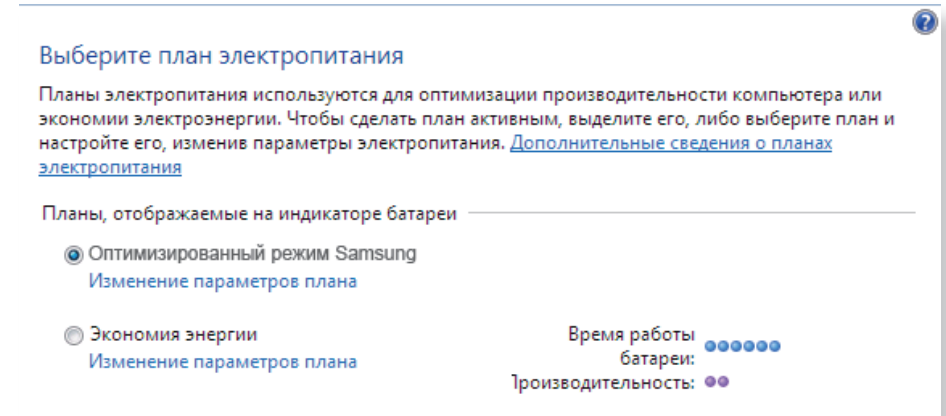 Выберите план электропитания
Планы электропитания используются для оптимизации производительности компьютера или
экономии электроэнергии. Чтобы сделать план активным, выделите его, либо выберите план и
настройте его, изменив параметры электропитания. Дополнительные сведения о планах
электропитания
Планы, отображаемые на индикаторе батареи
Оптимизированный режим Samsung
Изменение параметров плана
Экономия энергии
Время работы
батареи:
Изменение параметров плана
Производительность: